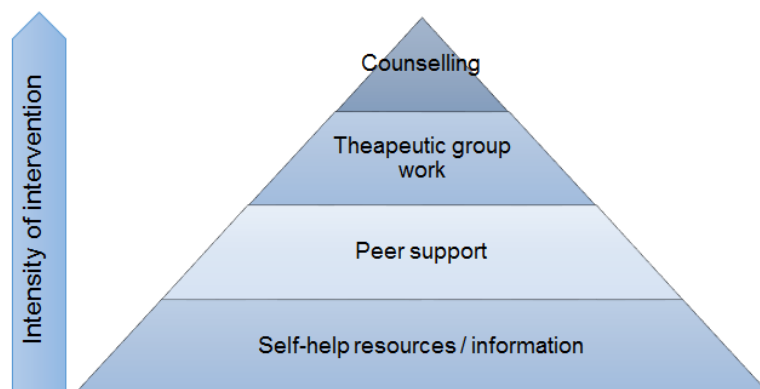 Intensity of intervention
Counselling
Theapeutic group
work
Peer support
Self-help resources / information